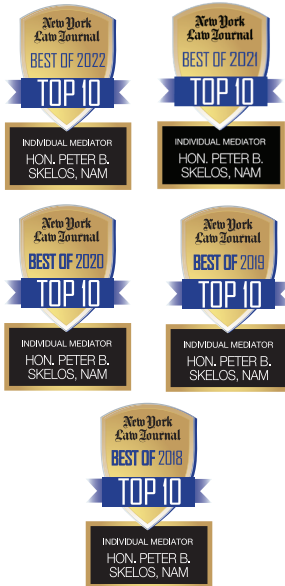 New York
Law Journal
BEST OF 2022
TOP 10
INDIVIDUAL MEDIATOR
HON. PETER B.
SKELOS, NAM
New York
Law Journal
BEST OF 2021
TOP 10
INDIVIDUAL MEDIATOR
HON. PETER B.
SKELOS, NAM
New York
Law Journal
BEST OF 2020
TOP 10
INDIVIDUAL MEDIATOR
HON. PETER B.
SKELOS, NAM
New York
Law Journal
BEST OF 2019
TOP 10
INDIVIDUAL MEDIATOR
HON. PETER B.
SKELOS, NAM
New York
Law Journal
BEST OF 2018
TOP 10
INDIVIDUAL MEDIATOR
HON. PETER B.
SKELOS, NAM